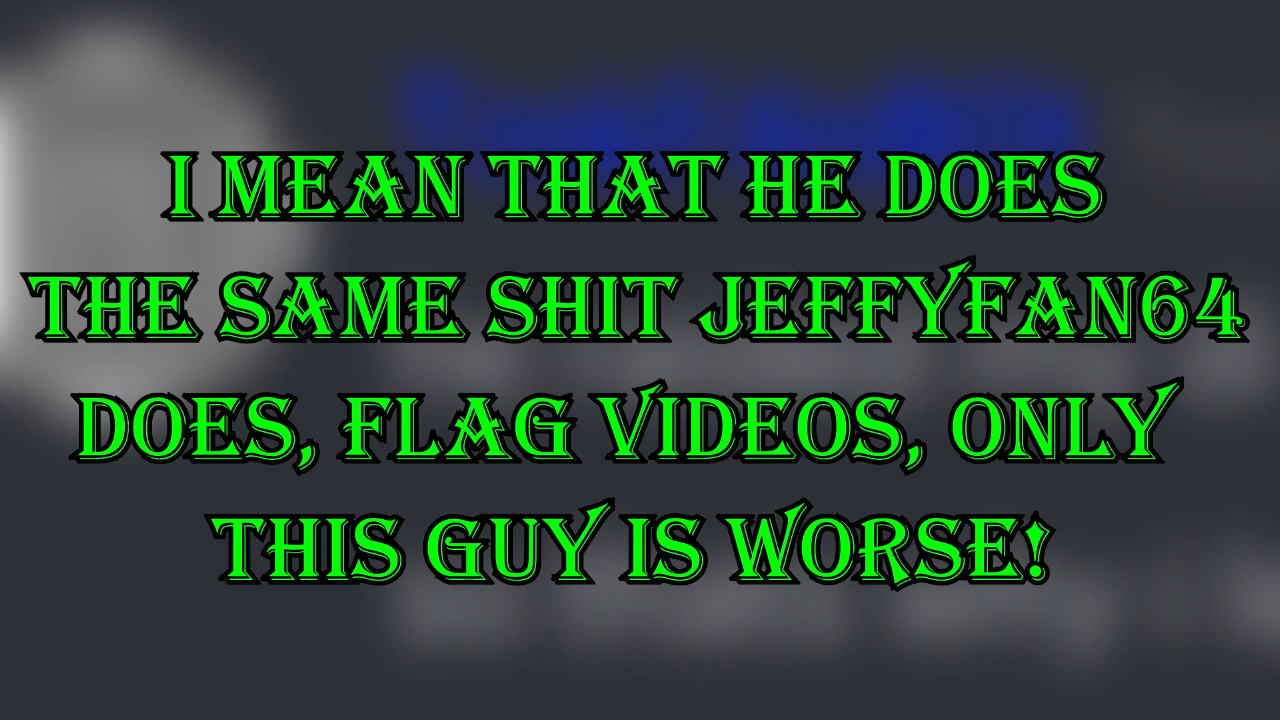 I MEAN THAT HE DOES
THE SAME SHIT JEFFYFAN64
DOES, FLAG VIDEOS, ONLY
THIS GUY IS WORSE!